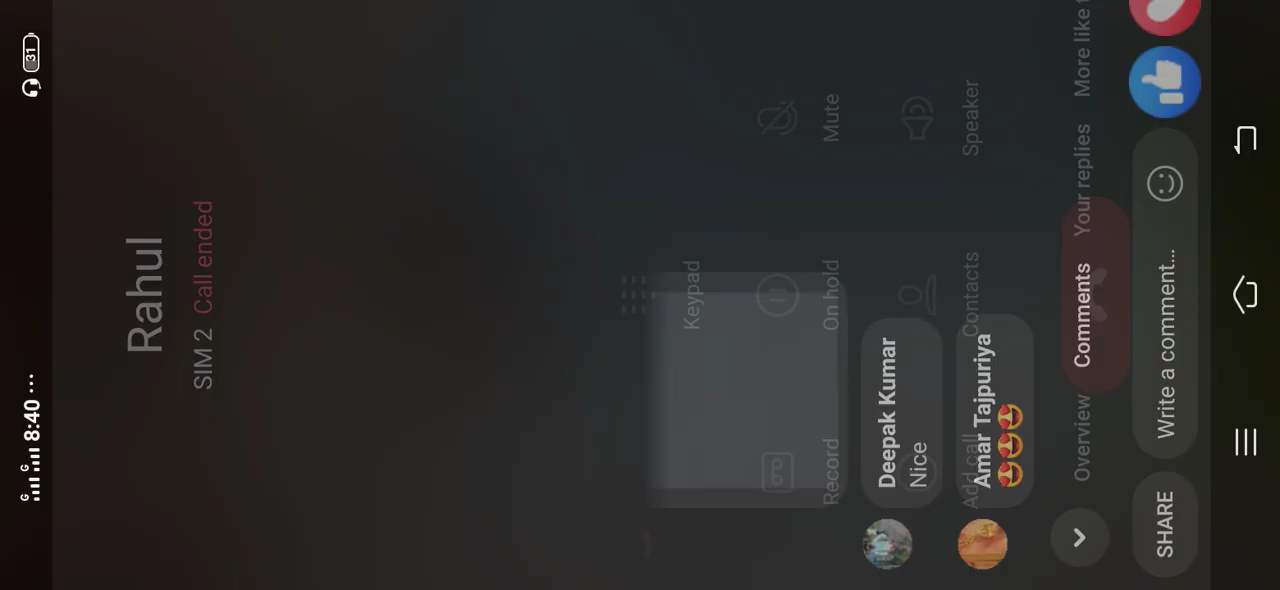 8:40 ...
31
Rahul
SIM 2 Call ended
Keypad
Record
On hold
Mute
Deepak Kumar
Nice
Add call
Contacts
Speaker
Amar Tajpuriya
😍😍😍
Overview
Comments
Your replies
More like
SHARE
Write a comment...